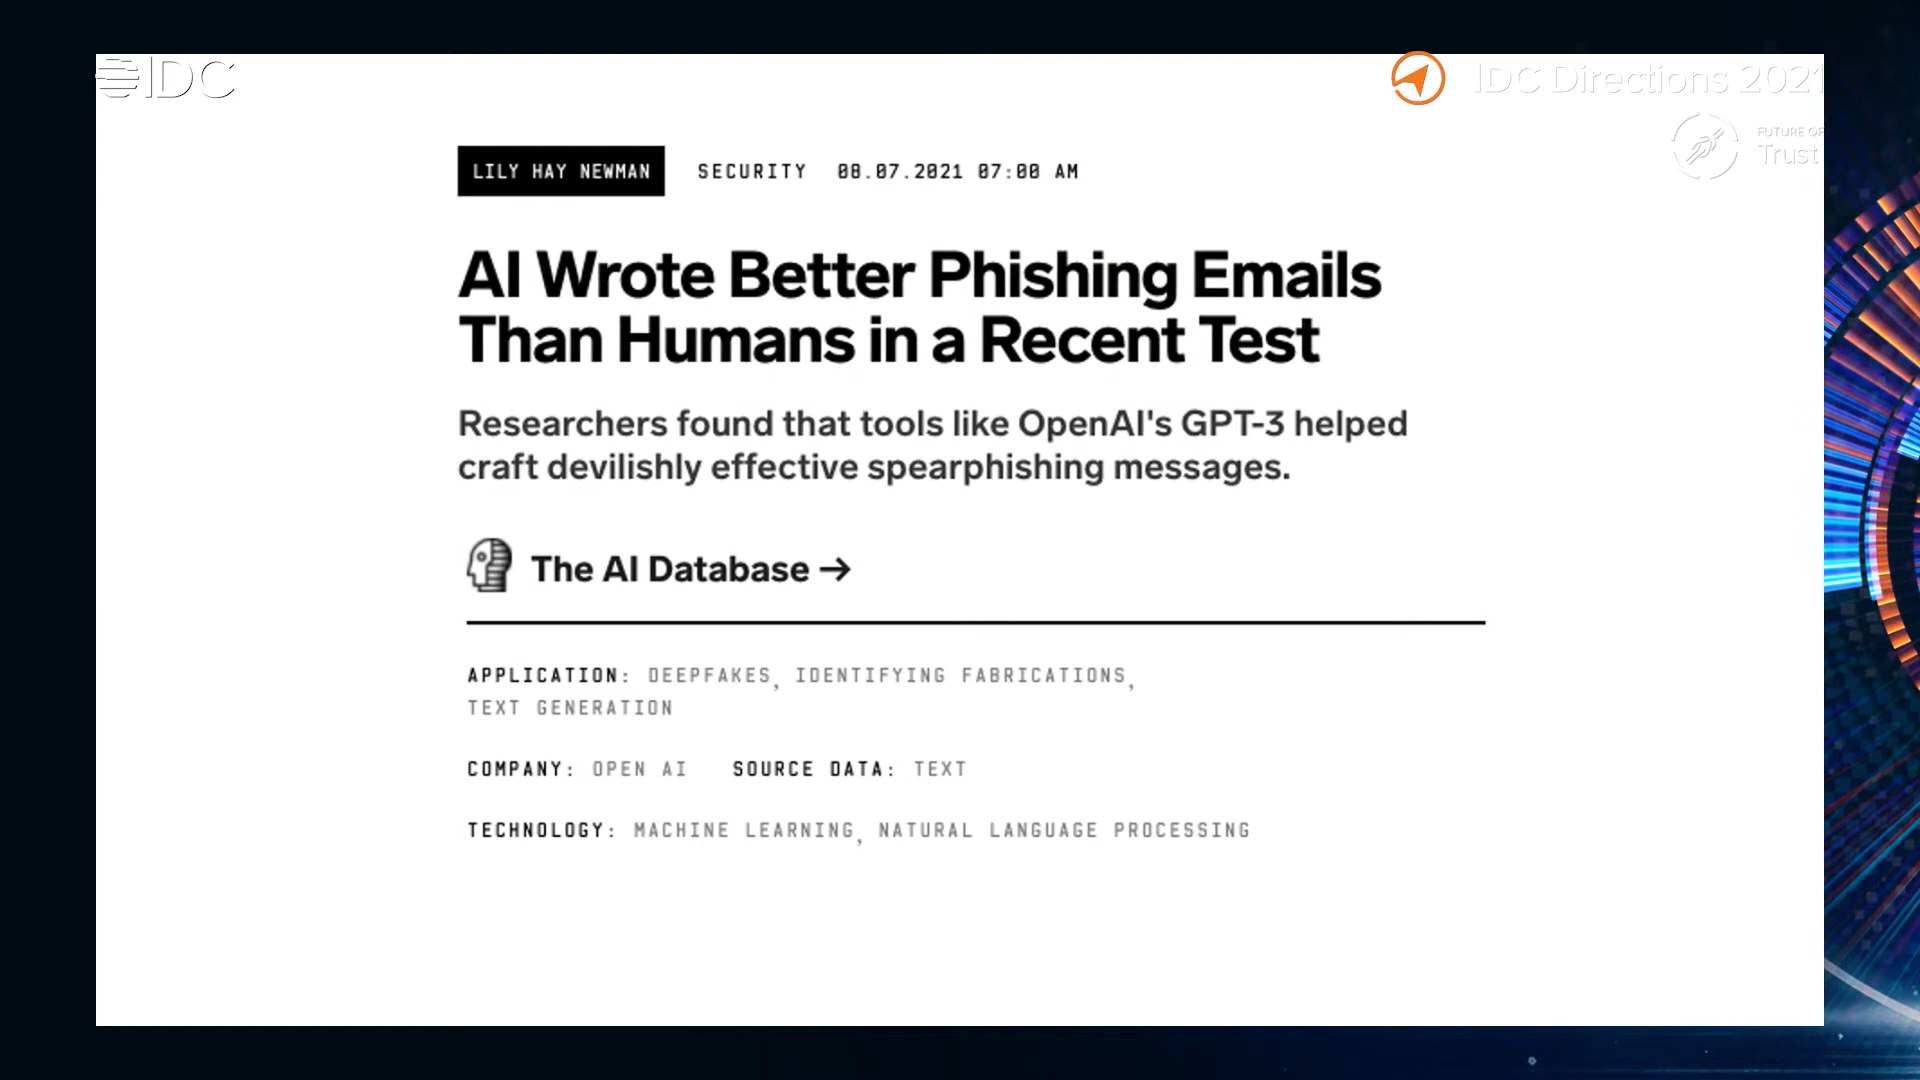 IDC
IDC Directions 2021
FUTURE OF
Trust
LILY HAY NEWMAN SECURITY 08.07.2021 07:00 AM
AI Wrote Better Phishing Emails
Than Humans in a Recent Test
Researchers found that tools like OpenAI's GPT-3 helped
craft devilishly effective spearphishing messages.
The AI Database →
APPLICATION: DEEPFAKES, IDENTIFYING FABRICATIONS,
TEXT GENERATION
COMPANY: OPEN AI SOURCE DATA: TEXT
TECHNOLOGY: MACHINE LEARNING, NATURAL LANGUAGE PROCESSING